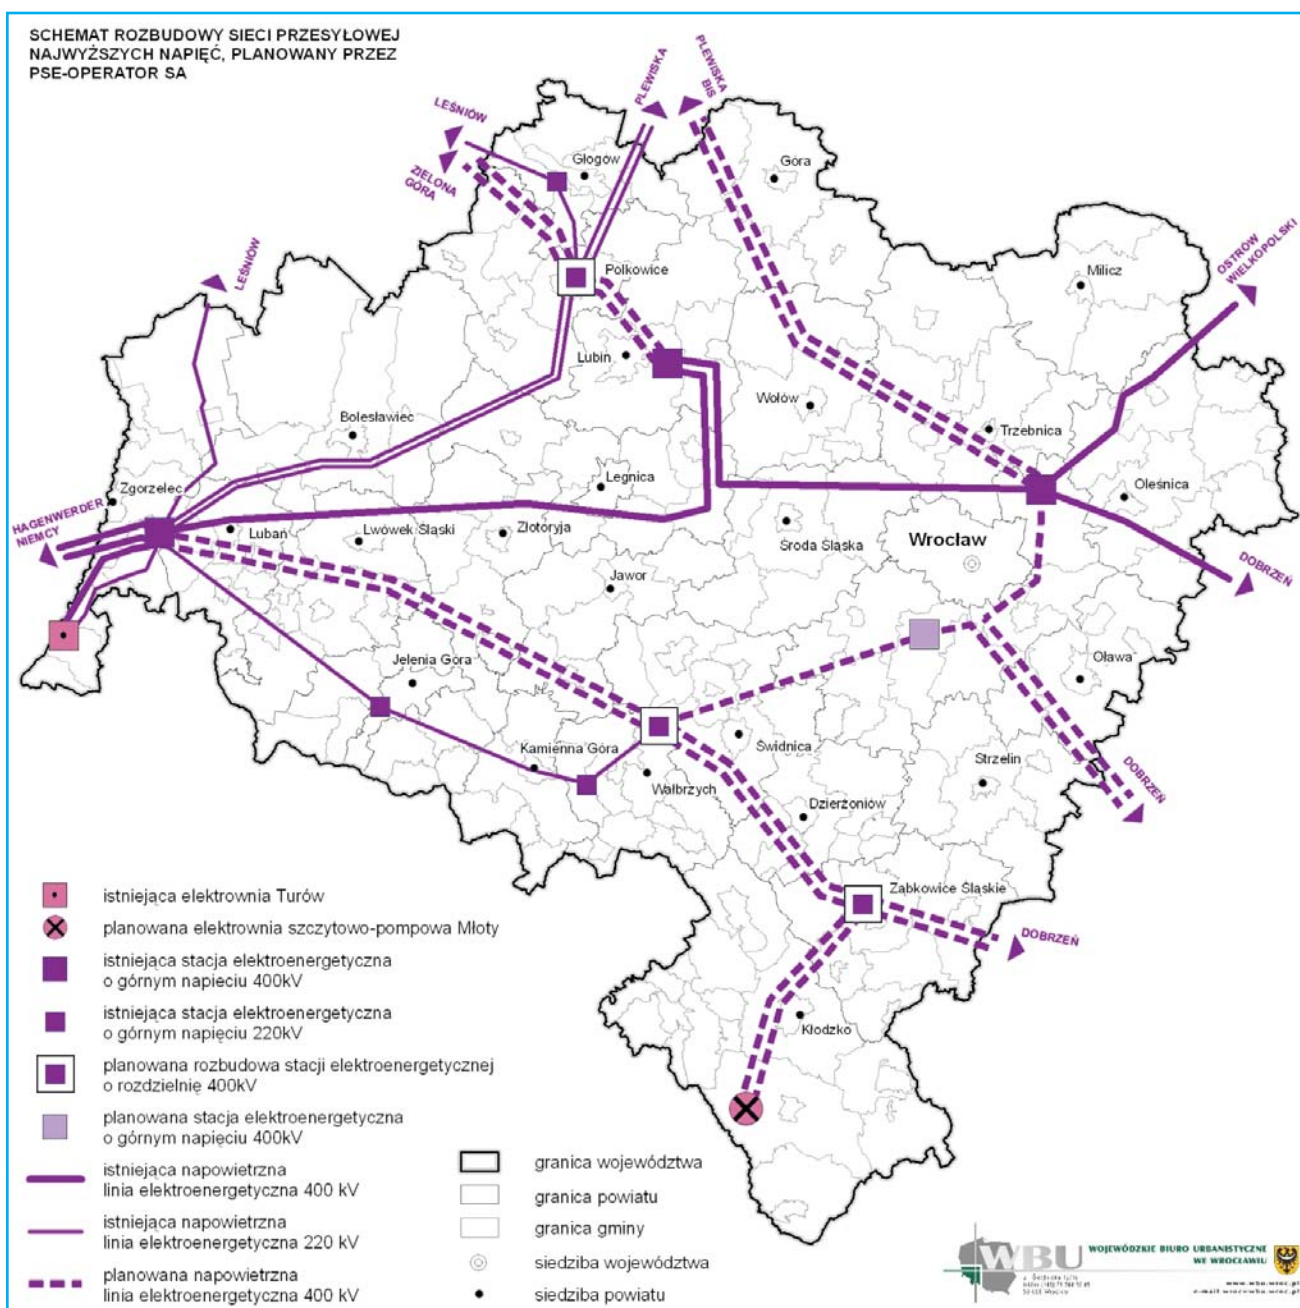 SCHEMAT ROZBUDOWY SIECI PRZESYŁOWEJ
NAJWYŻSZYCH NAPIĘĆ, PLANOWANY PRZEZ
PSE-OPERATOR SA
PLEWISKA
PLEWISKA
BIS
LEŚNIÓW
ZIELONA
GÓRA
Głogów
Góra
OSTRÓW
WIELKOPOLSKI
LEŚNIÓW
Polkowice
Milicz
Lubin
Bolesławiec
Wołów
Trzebnica
Legnica
Oleśnica
Zgorzelec
HAGENWERDER
NIEMCY
Lubań
Lwówek Śląski
Złotoryja
Środa Śląska
Wrocław
DOBRZEŃ
Jawor
Jelenia Góra
Oława
Kamienna Góra
Świdnica
Strzelin
Wałbrzych
DOBRZEŃ
Dzierżoniów
Ząbkowice Śląskie
DOBRZEŃ
Kłodzko
istniejąca elektrownia Turów
planowana elektrownia szczytowo-pompowa Młoty
istniejąca stacja elektroenergetyczna
o górnym napieciu 400kV
istniejąca stacja elektroenergetyczna
o górnym napięciu 220kV
planowana rozbudowa stacji elektroenergetycznej
o rozdzielnię 400kV
planowana stacja elektroenergetyczna
o górnym napięciu 400kV
istniejąca napowietrzna
linia elektroenergetyczna 400 kV
istniejąca napowietrzna
linia elektroenergetyczna 220 kV
planowana napowietrzna
linia elektroenergetyczna 400 kV
granica województwa
granica powiatu
granica gminy
siedziba województwa
siedziba powiatu
WBU
WOJEWÓDZKIE BIURO URBANISTYCZNE
WE WROCŁAWIU
www.wbu.wroc.pl